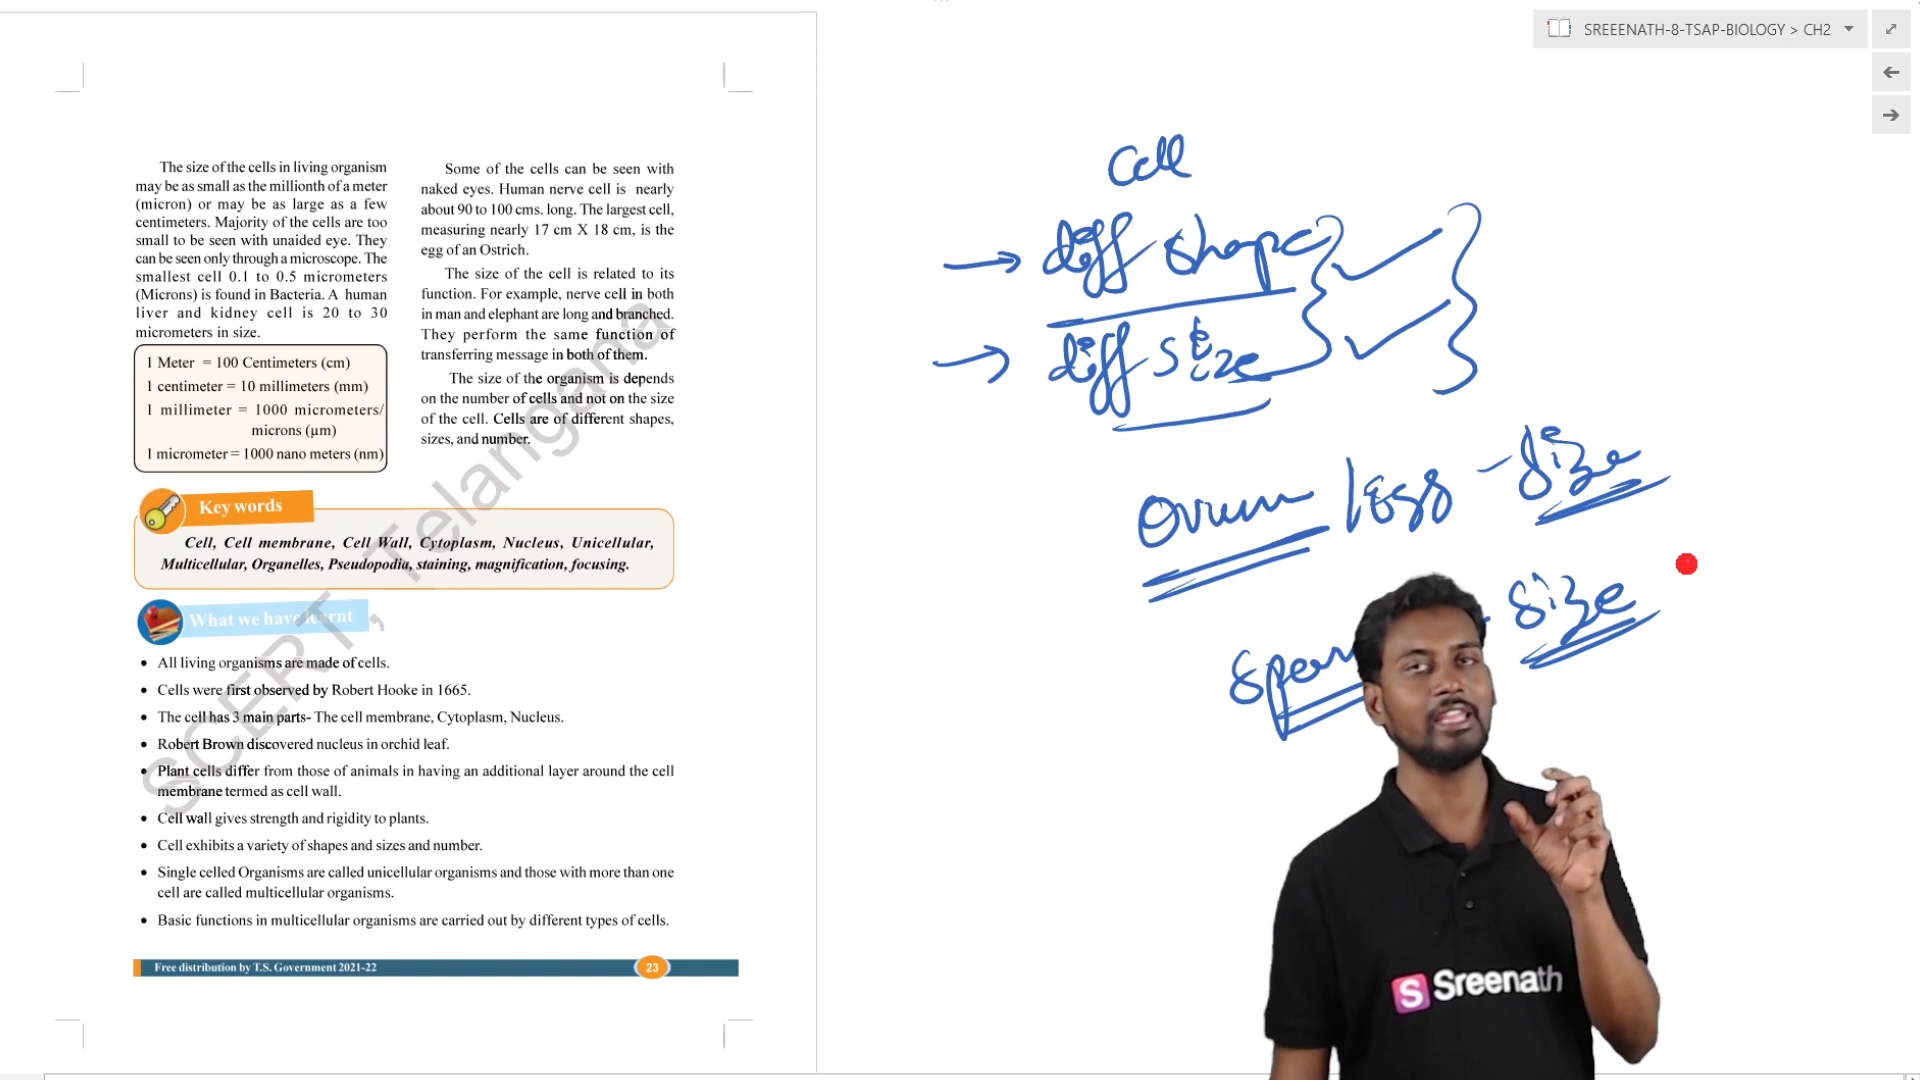 SREEENATH-8-TSAP-BIOLOGY > CH2
The size of the cells in living organism
may be as small as the millionth of a meter
(micron) or may be as large as a few
centimeters. Majority of the cells are too
small to be seen with unaided eye. They
can be seen only through a microscope. The
smallest cell 0.1 to 0.5 micrometers
(Microns) is found in Bacteria. A human
liver and kidney cell is 20 to 30
micrometers in size.
1 Meter = 100 Centimeters (cm)
1 centimeter = 10 millimeters (mm)
1 millimeter = 1000 micrometers/
microns (µm)
1 micrometer = 1000 nano meters (nm)
Some of the cells can be seen with
naked eyes. Human nerve cell is nearly
about 90 to 100 cms. long. The largest cell,
measuring nearly 17 cm X 18 cm, is the
egg of an Ostrich.
The size of the cell is related to its
function. For example, nerve cell in both
in man and elephant are long and branched.
They perform the same function of
transferring message in both of them.
The size of the organism is depends
on the number of cells and not on the size
of the cell. Cells are of different shapes,
sizes, and number.
Key words
Cell, Cell membrane, Cell Wall, Cytoplasm, Nucleus, Unicellular,
Multicellular, Organelles, Pseudopodia, staining, magnification, focusing.
What we have learnt
• All living organisms are made of cells.
• Cells were first observed by Robert Hooke in 1665.
• The cell has 3 main parts- The cell membrane, Cytoplasm, Nucleus.
• Robert Brown discovered nucleus in orchid leaf.
• Plant cells differ from those of animals in having an additional layer around the cell
membrane termed as cell wall.
• Cell wall gives strength and rigidity to plants.
• Cell exhibits a variety of shapes and sizes and number.
• Single celled Organisms are called unicellular organisms and those with more than one
cell are called multicellular organisms.
• Basic functions in multicellular organisms are carried out by different types of cells.
Free distribution by T.S. Government 2021-22
23
SCERT, Telangana
Cell
→ diff shape
→ diff size
Ovum / egg - size
- size
S Sreenath